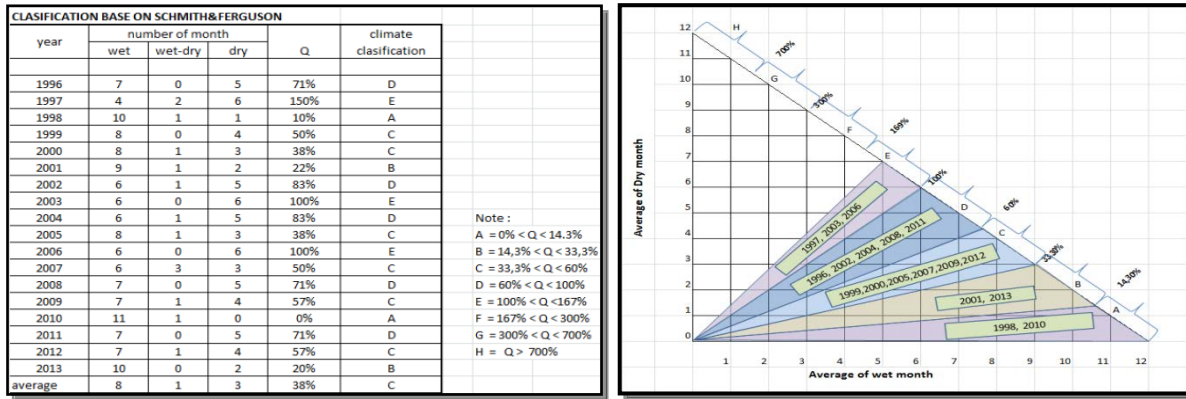 CLASIFICATION BASE ON SCHMITH&FERGUSON
year number of month Q climate clasification
wet wet-dry dry
1996 7 0 5 71% D
1997 4 2 6 150% E
1998 10 1 1 10% A
1999 8 0 4 50% C
2000 8 1 3 38% C
2001 9 1 2 22% B
2002 6 1 5 83% D
2003 6 0 6 100% E
2004 6 1 5 83% D
2005 8 1 3 38% C
2006 6 0 6 100% E
2007 6 3 3 50% C
2008 7 0 5 71% D
2009 7 1 4 57% C
2010 11 1 0 0% A
2011 7 0 5 71% D
2012 7 1 4 57% C
2013 10 0 2 20% B
average 8 1 3 38% C
Note :
A = 0% < Q < 14.3%
B = 14,3% < Q < 33,3%
C = 33,3% < Q < 60%
D = 60% < Q < 100%
E = 100% < Q < 167%
F = 167% < Q < 300%
G = 300% < Q < 700%
H = Q > 700%
Average of Dry month
12
11
10
9
8
7
6
5
4
3
2
1
0
H
700%
G
300%
F
169%
E
100%
D
60%
C
33,30%
B
14,30%
A
1997, 2003, 2006
1996, 2002, 2004, 2008, 2011
1999,2000,2005,2007,2009,2012
2001, 2013
1998, 2010
1 2 3 4 5 6 7 8 9 10 11 12
Average of wet month